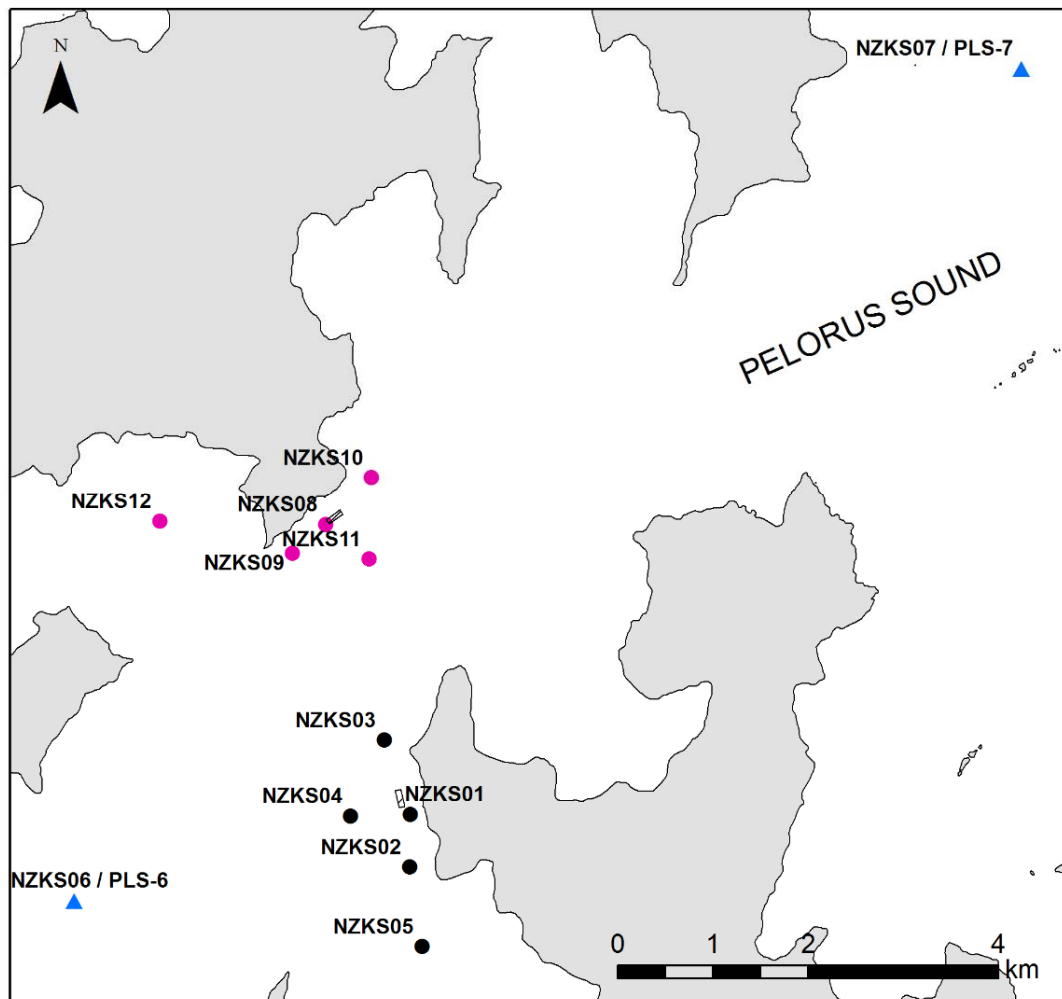 N
NZKS07 / PLS-7
PELORUS SOUND
NZKS10
NZKS12
NZKS08
NZKS11
NZKS09
NZKS03
NZKS04
NZKS01
NZKS02
NZKS06 / PLS-6
NZKS05
0 1 2 4
km